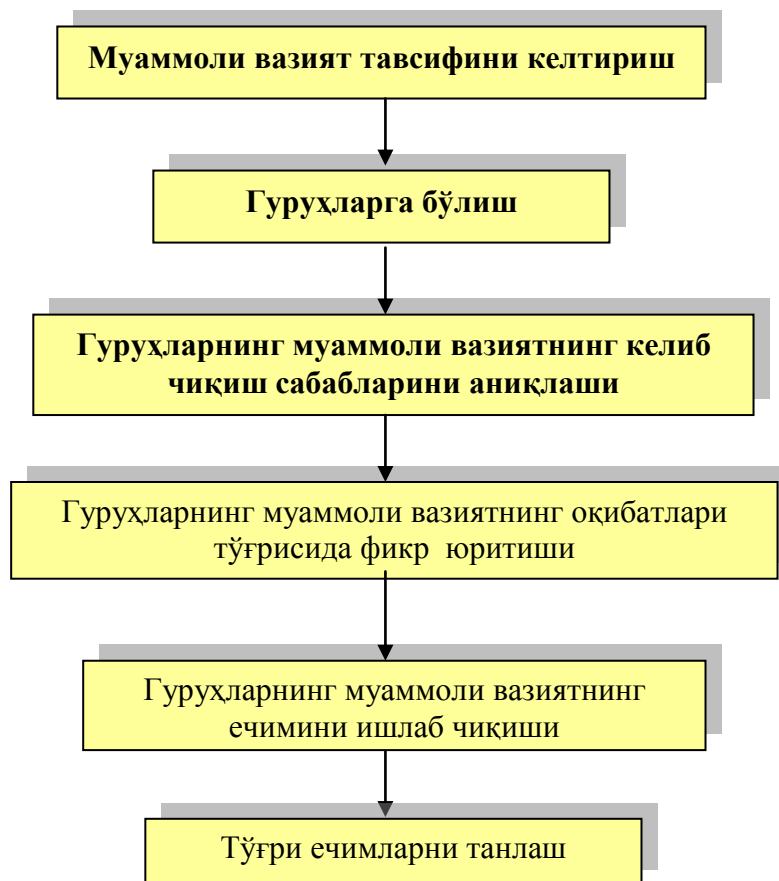 Муаммоли вазият тавсифини келтириш
Гуруҳларга бўлиш
Гуруҳларнинг муаммоли вазиятнинг келиб
чиқиш сабабларини аниқлаши
Гуруҳларнинг муаммоли вазиятнинг оқибатлари
тўғрисида фикр юритиши
Гуруҳларнинг муаммоли вазиятнинг
ечимини ишлаб чиқиши
Тўғри ечимларни танлаш